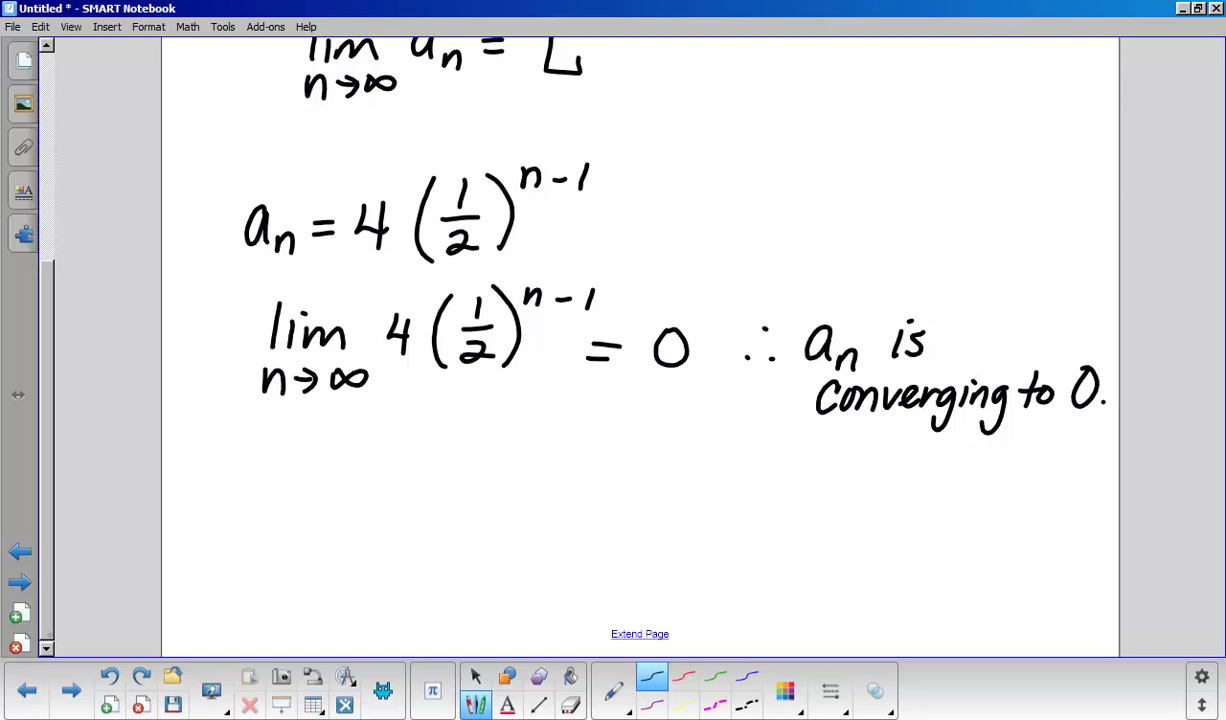 Untitled * - SMART Notebook
File Edit View Insert Format Math Tools Add-ons Help
lim aₙ = L
n→∞
aₙ = 4 (1/2)ⁿ⁻¹
lim 4 (1/2)ⁿ⁻¹ = 0 ∴ aₙ is
n→∞ converging to 0.
Extend Page
π
A